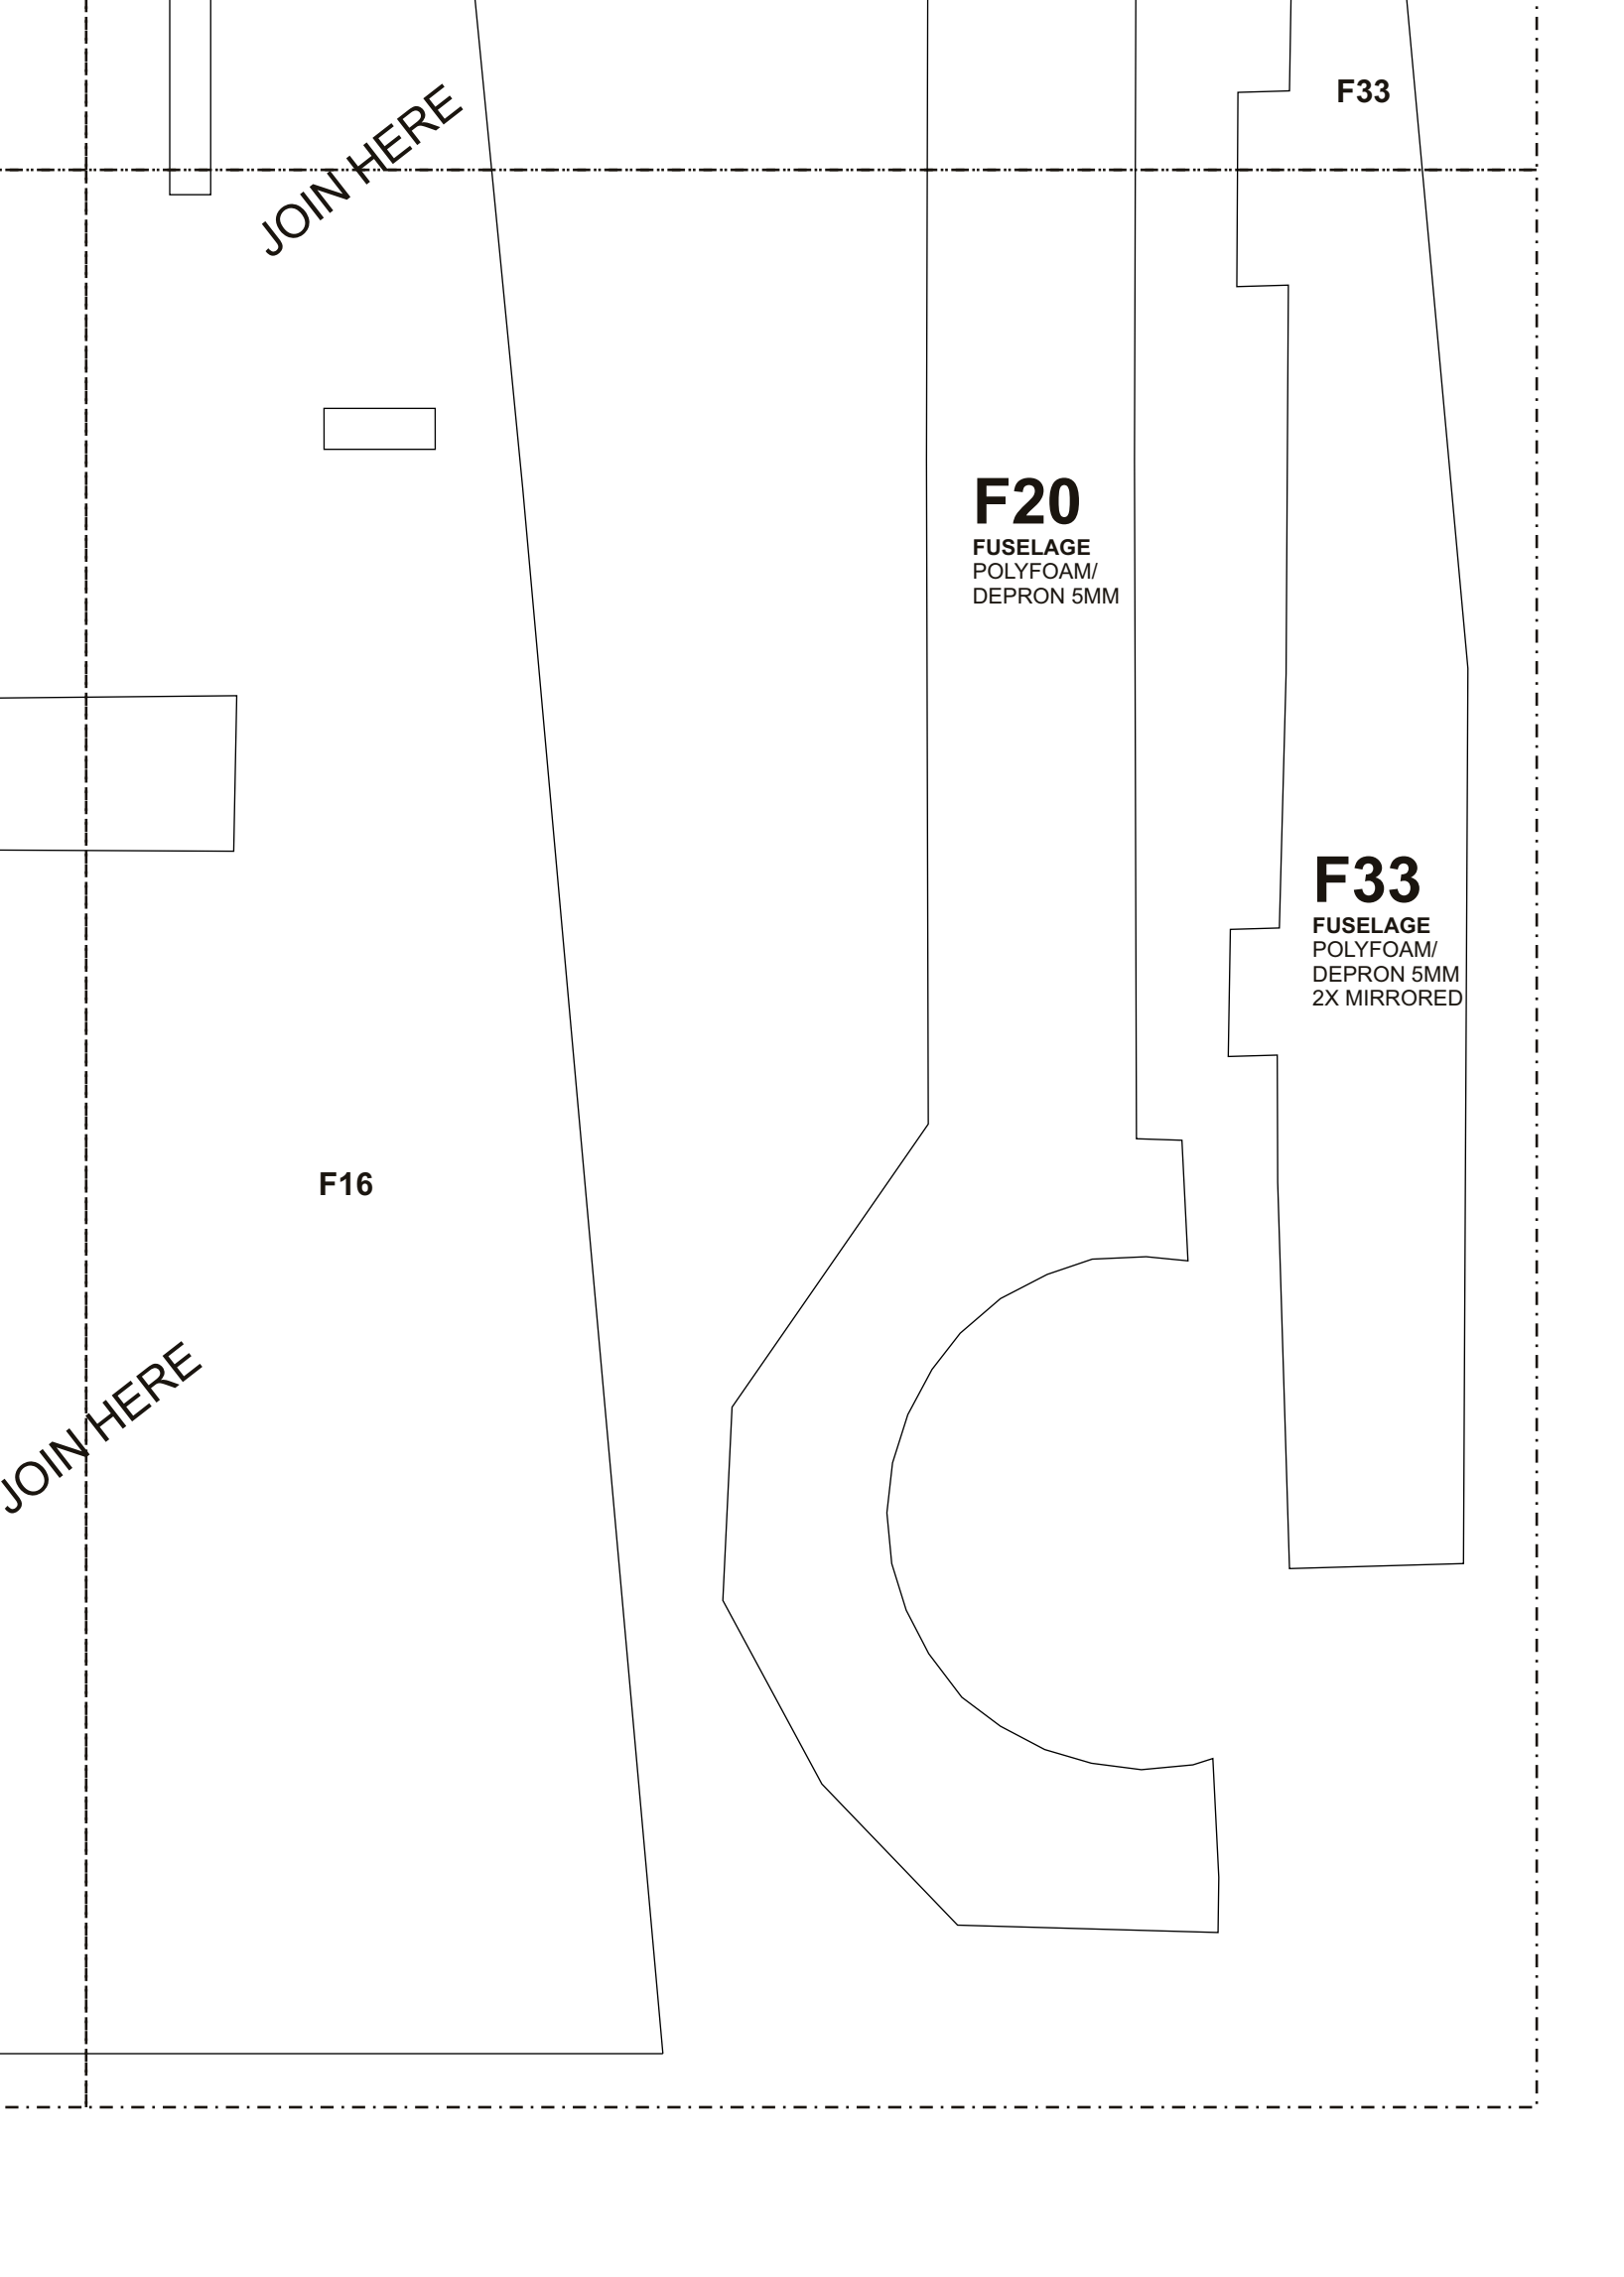 F33
JOIN HERE
F20
FUSELAGE
POLYFOAM/
DEPRON 5MM
F33
FUSELAGE
POLYFOAM/
DEPRON 5MM
2X MIRRORED
F16
JOIN HERE